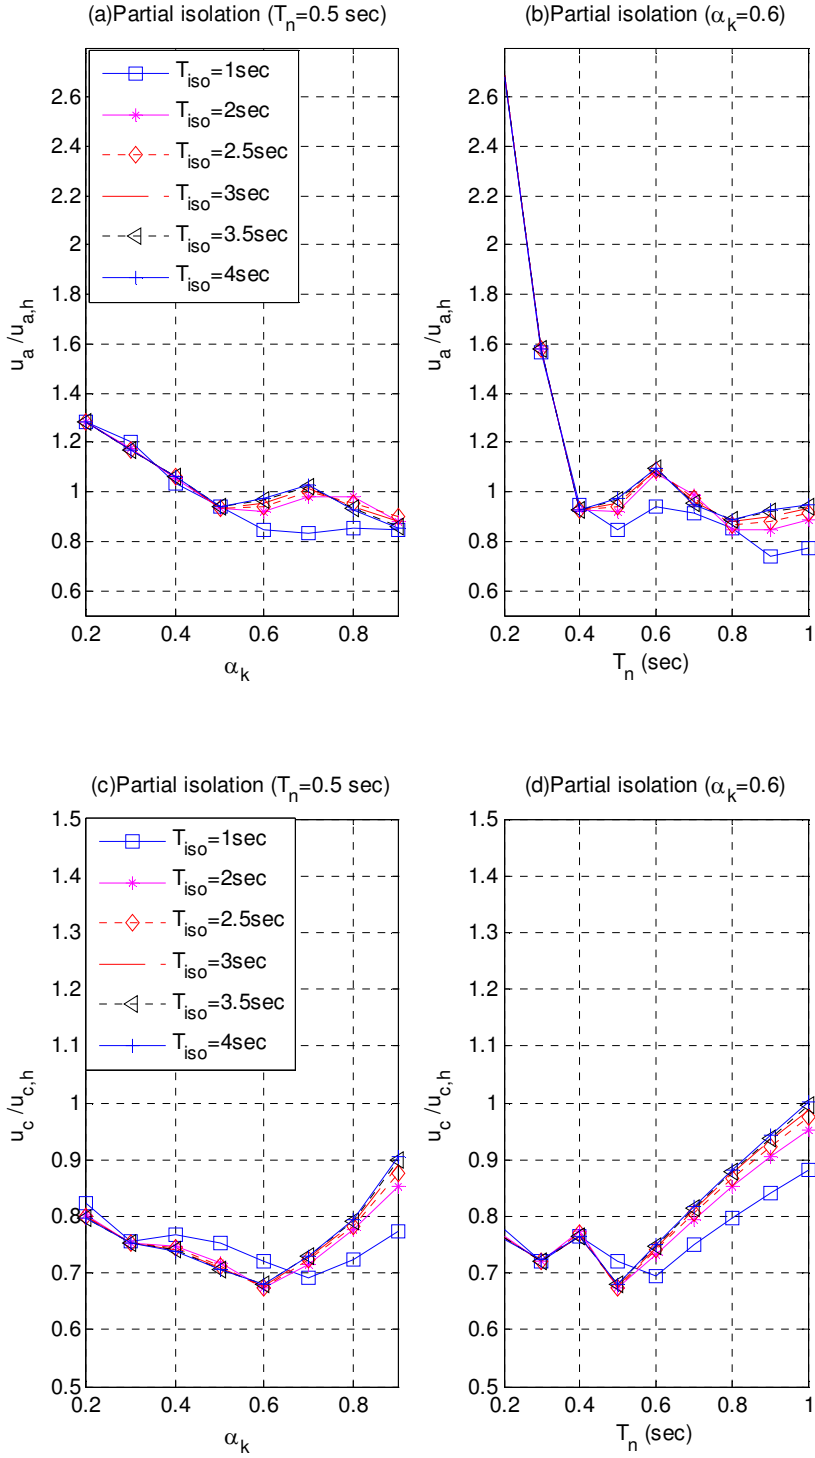 (a)Partial isolation (T_n=0.5 sec)
(b)Partial isolation (α_k=0.6)
T_iso=1sec
T_iso=2sec
T_iso=2.5sec
T_iso=3sec
T_iso=3.5sec
T_iso=4sec
u_a /u_a,h
2.6
2.4
2.2
2
1.8
1.6
1.4
1.2
1
0.8
0.6
0.2 0.4 0.6 0.8
α_k
u_a /u_a,h
2.6
2.4
2.2
2
1.8
1.6
1.4
1.2
1
0.8
0.6
0.2 0.4 0.6 0.8 1
T_n (sec)
(c)Partial isolation (T_n=0.5 sec)
(d)Partial isolation (α_k=0.6)
T_iso=1sec
T_iso=2sec
T_iso=2.5sec
T_iso=3sec
T_iso=3.5sec
T_iso=4sec
u_c /u_c,h
1.5
1.4
1.3
1.2
1.1
1
0.9
0.8
0.7
0.6
0.5
0.2 0.4 0.6 0.8
α_k
u_c /u_c,h
1.5
1.4
1.3
1.2
1.1
1
0.9
0.8
0.7
0.6
0.5
0.2 0.4 0.6 0.8 1
T_n (sec)